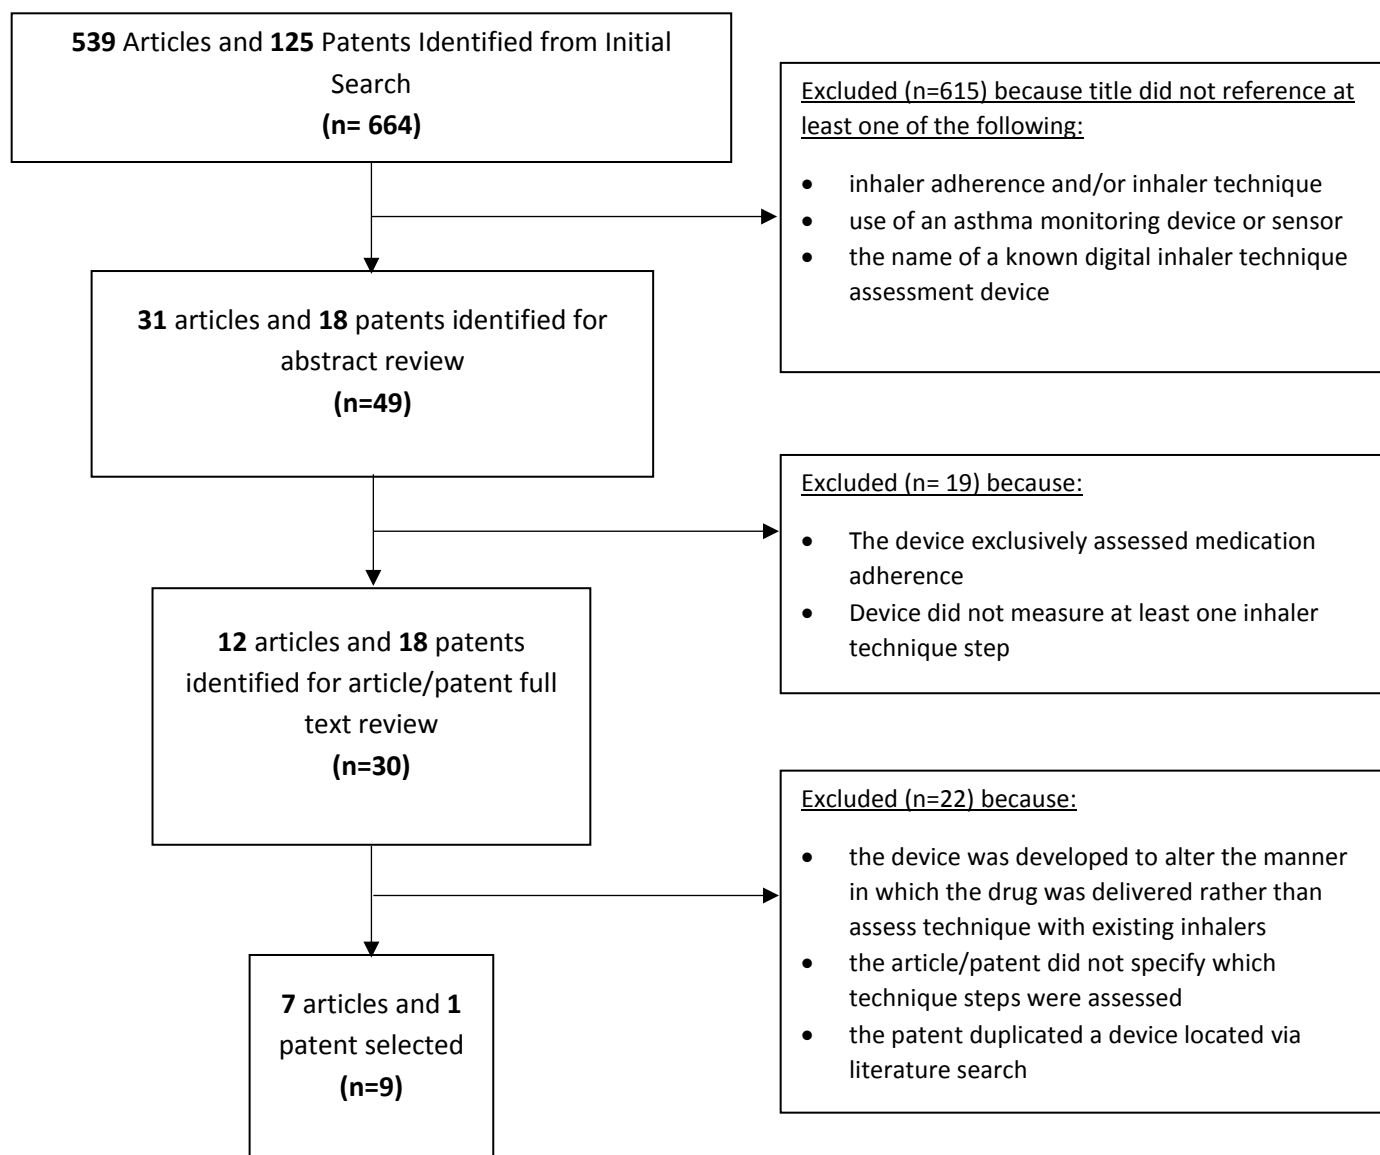 539 Articles and 125 Patents Identified from Initial
Search
(n= 664)
Excluded (n=615) because title did not reference at
least one of the following:
• inhaler adherence and/or inhaler technique
• use of an asthma monitoring device or sensor
• the name of a known digital inhaler technique
assessment device
31 articles and 18 patents identified for
abstract review
(n=49)
Excluded (n= 19) because:
• The device exclusively assessed medication
adherence
• Device did not measure at least one inhaler
technique step
12 articles and 18 patents
identified for article/patent full
text review
(n=30)
Excluded (n=22) because:
• the device was developed to alter the manner
in which the drug was delivered rather than
assess technique with existing inhalers
• the article/patent did not specify which
technique steps were assessed
• the patent duplicated a device located via
literature search
7 articles and 1
patent selected
(n=9)